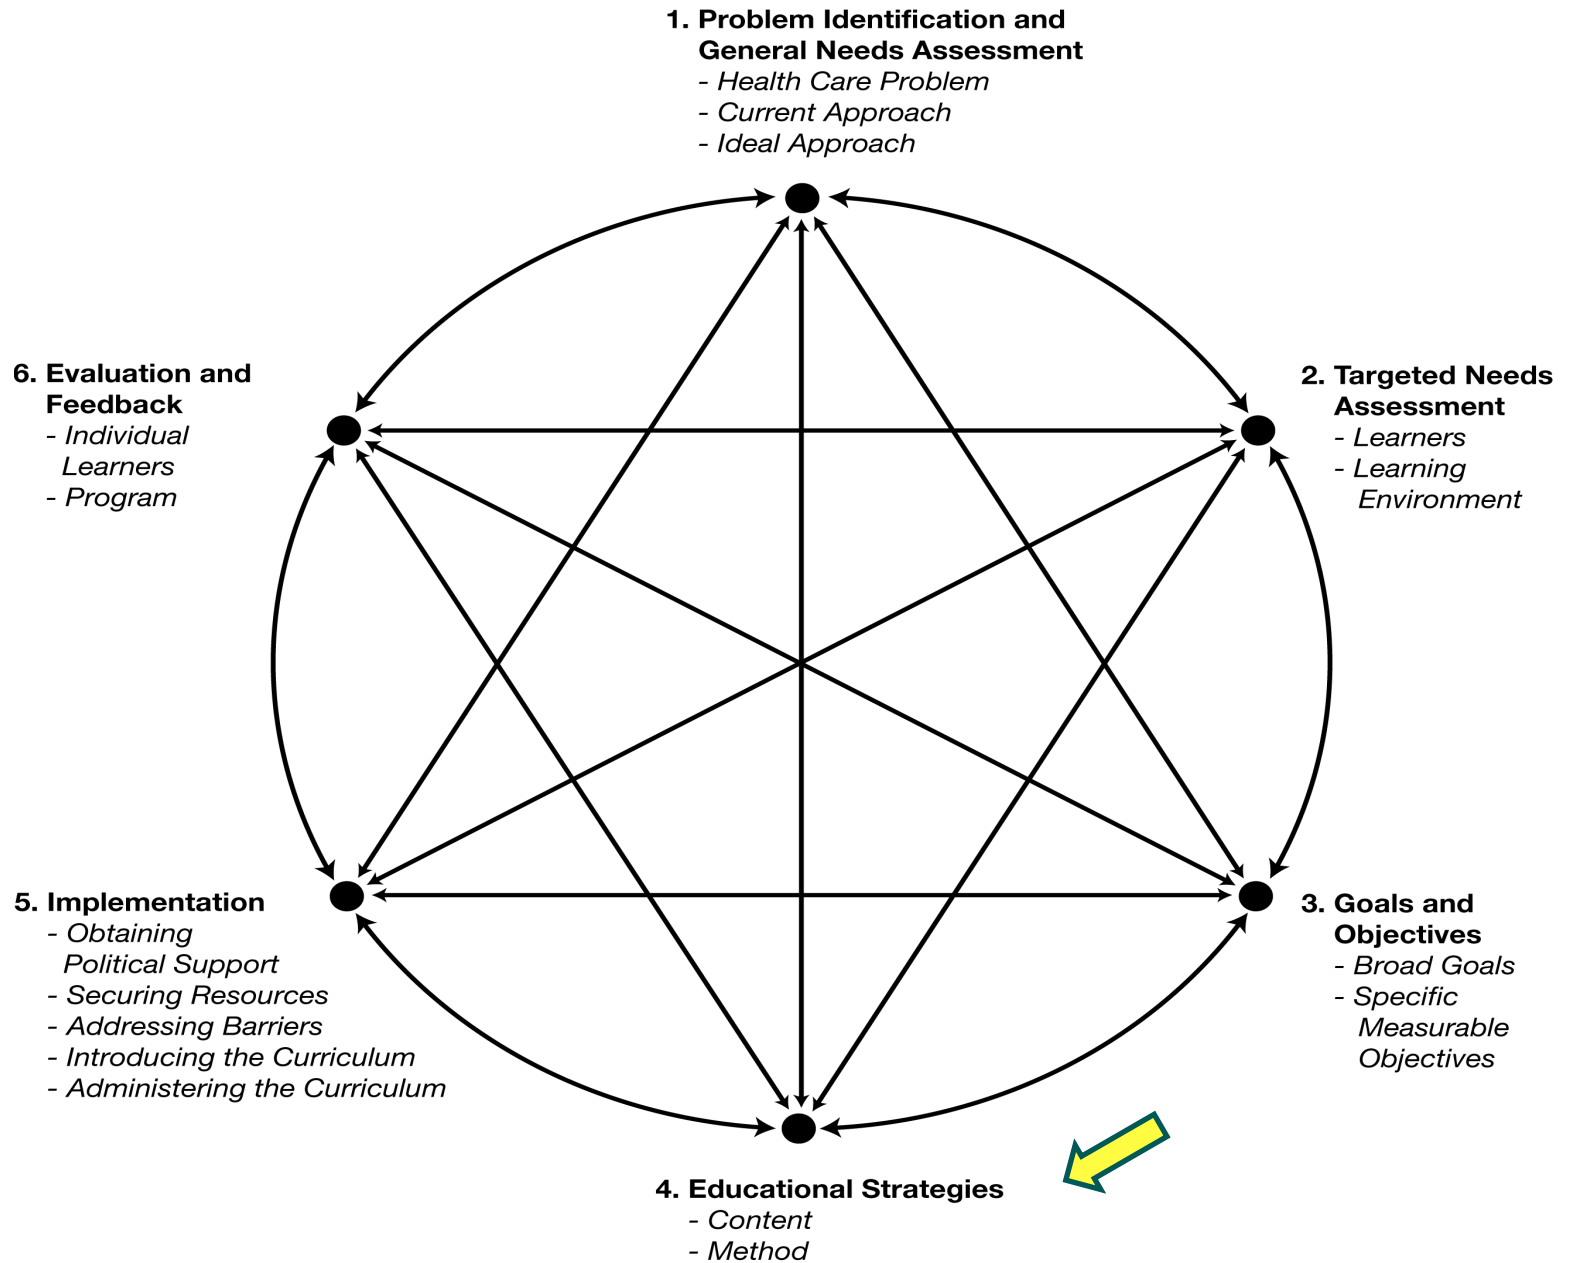 1. Problem Identification and
General Needs Assessment
- Health Care Problem
- Current Approach
- Ideal Approach
2. Targeted Needs
Assessment
- Learners
- Learning
Environment
3. Goals and
Objectives
- Broad Goals
- Specific
Measurable
Objectives
4. Educational Strategies
- Content
- Method
5. Implementation
- Obtaining
Political Support
- Securing Resources
- Addressing Barriers
- Introducing the Curriculum
- Administering the Curriculum
6. Evaluation and
Feedback
- Individual
Learners
- Program